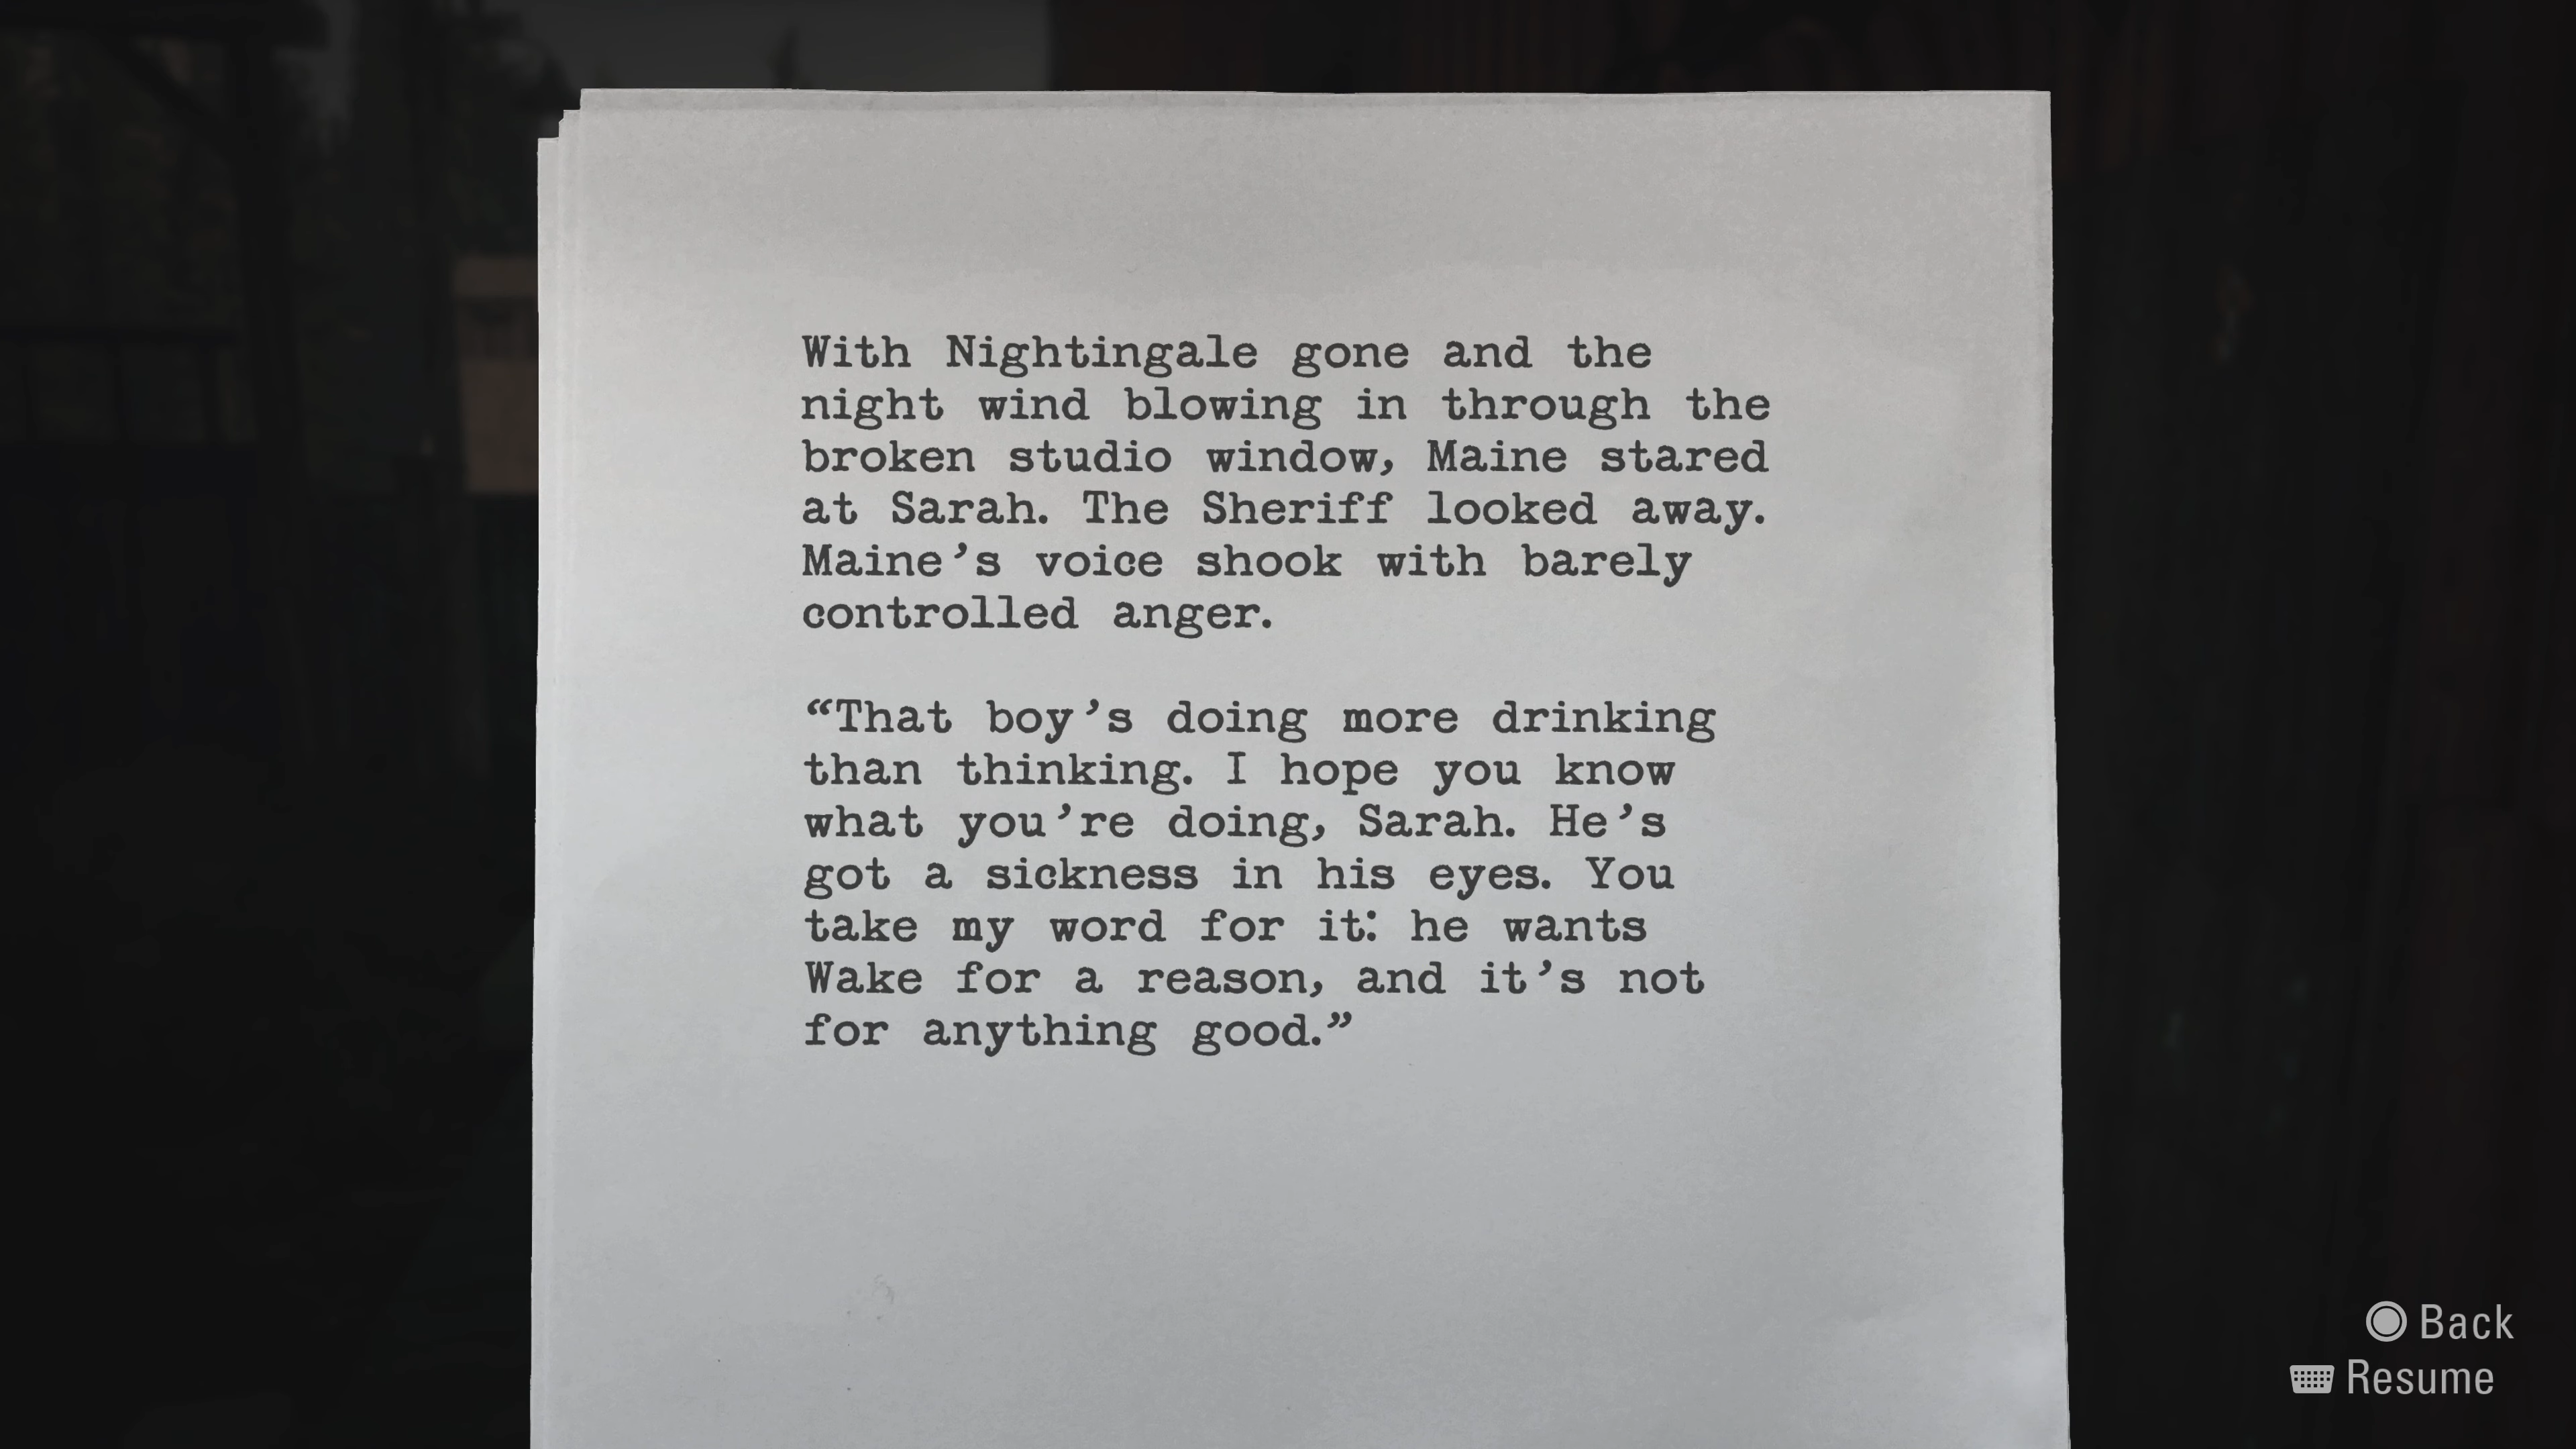 With Nightingale gone and the
night wind blowing in through the
broken studio window, Maine stared
at Sarah. The Sheriff looked away.
Maine’s voice shook with barely
controlled anger.
“That boy’s doing more drinking
than thinking. I hope you know
what you’re doing, Sarah. He’s
got a sickness in his eyes. You
take my word for it: he wants
Wake for a reason, and it’s not
for anything good.”
Back
Resume